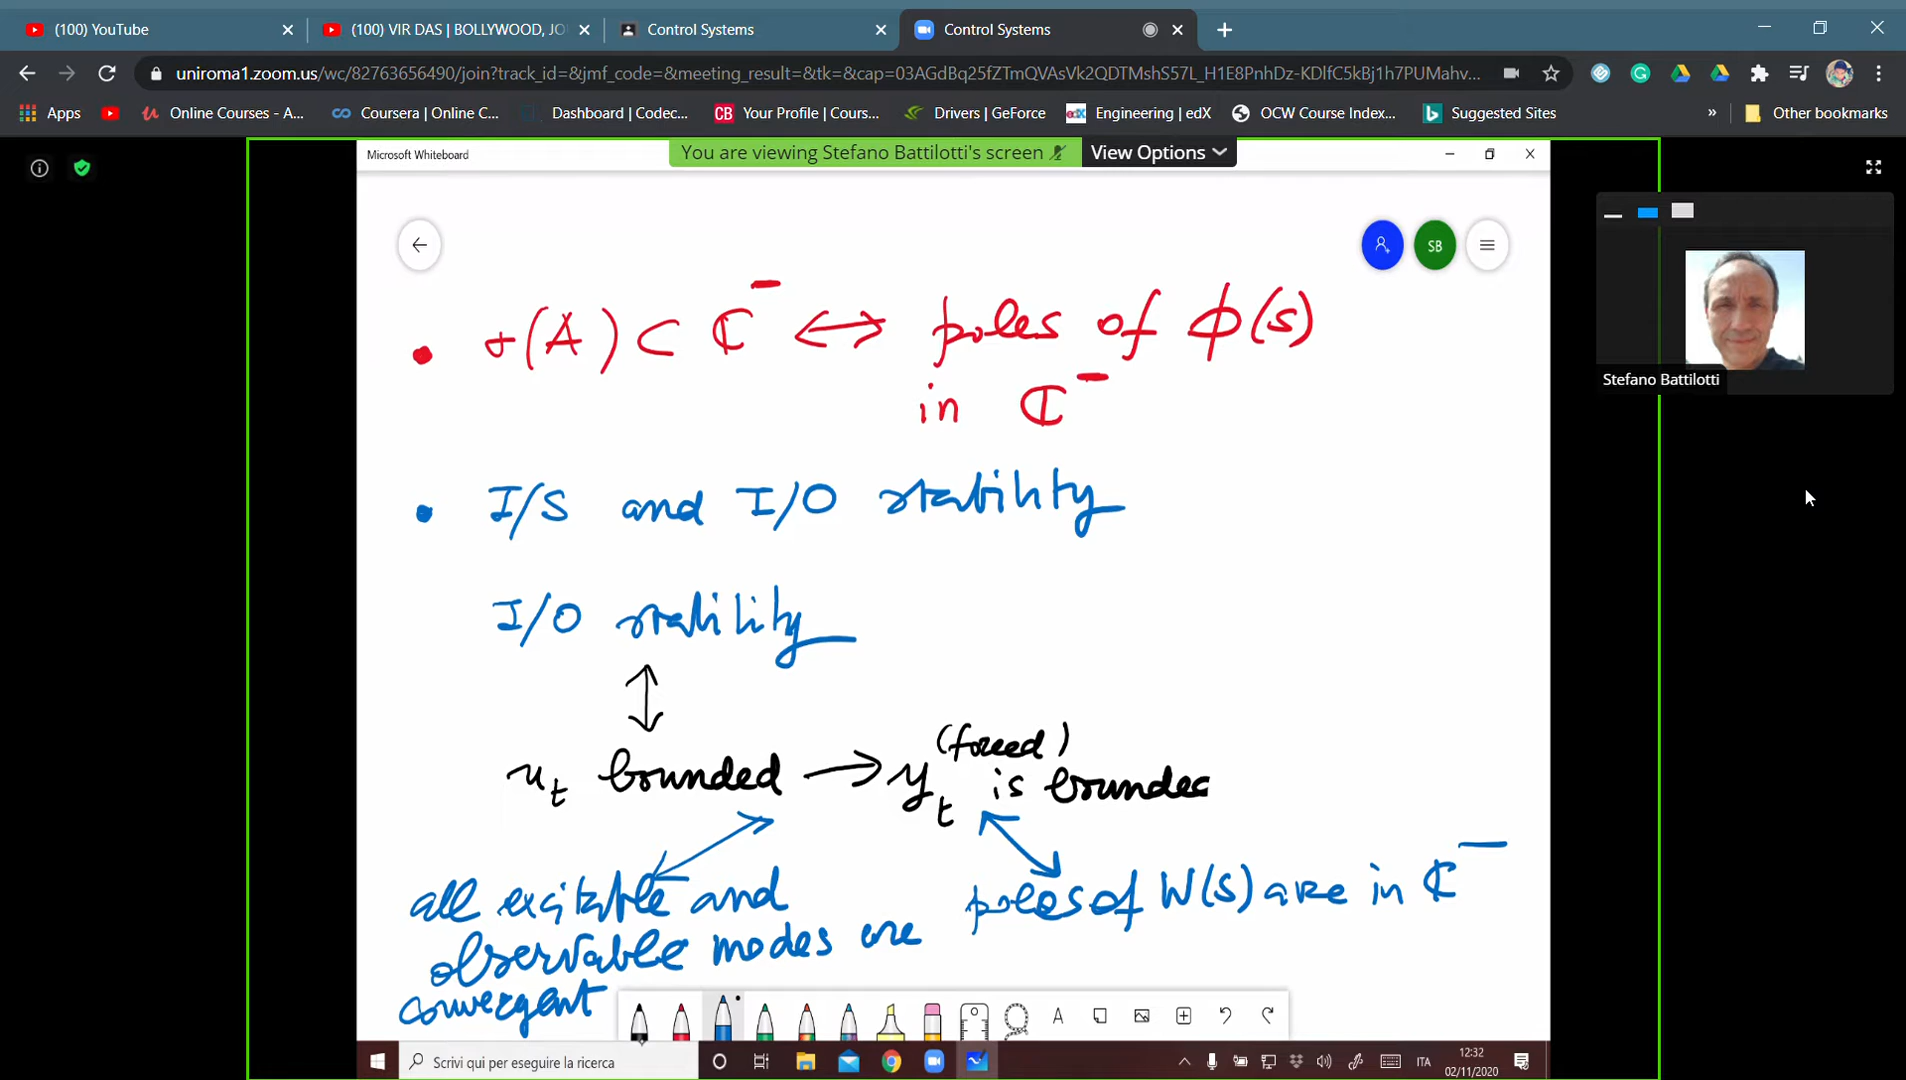 (100) YouTube
(100) VIR DAS | BOLLYWOOD, JO
Control Systems
Control Systems
uniroma1.zoom.us/wc/82763656490/join?track_id=&jmf_code=&meeting_result=&tk=&cap=03AGdBq25fZTmQVAsVk2QDTMshS57L_H1E8PnhDz-KDlfC5kBj1h7PUMahv...
Apps
Online Courses - A...
Coursera | Online C...
Dashboard | Codec...
Your Profile | Cours...
Drivers | GeForce
Engineering | edX
OCW Course Index...
Suggested Sites
»
Other bookmarks
Microsoft Whiteboard
You are viewing Stefano Battilotti's screen
View Options
SB
Stefano Battilotti
• σ(A) ⊂ ℂ⁻ ↔ poles of ϕ(s)
in ℂ⁻
• I/S and I/O stability
I/O stability
↕
u_t bounded → y_t^(forced) is bounded
all excitable and
observable modes are
convergent
poles of W(s) are in ℂ⁻
Scrivi qui per eseguire la ricerca
ITA
12:32
02/11/2020